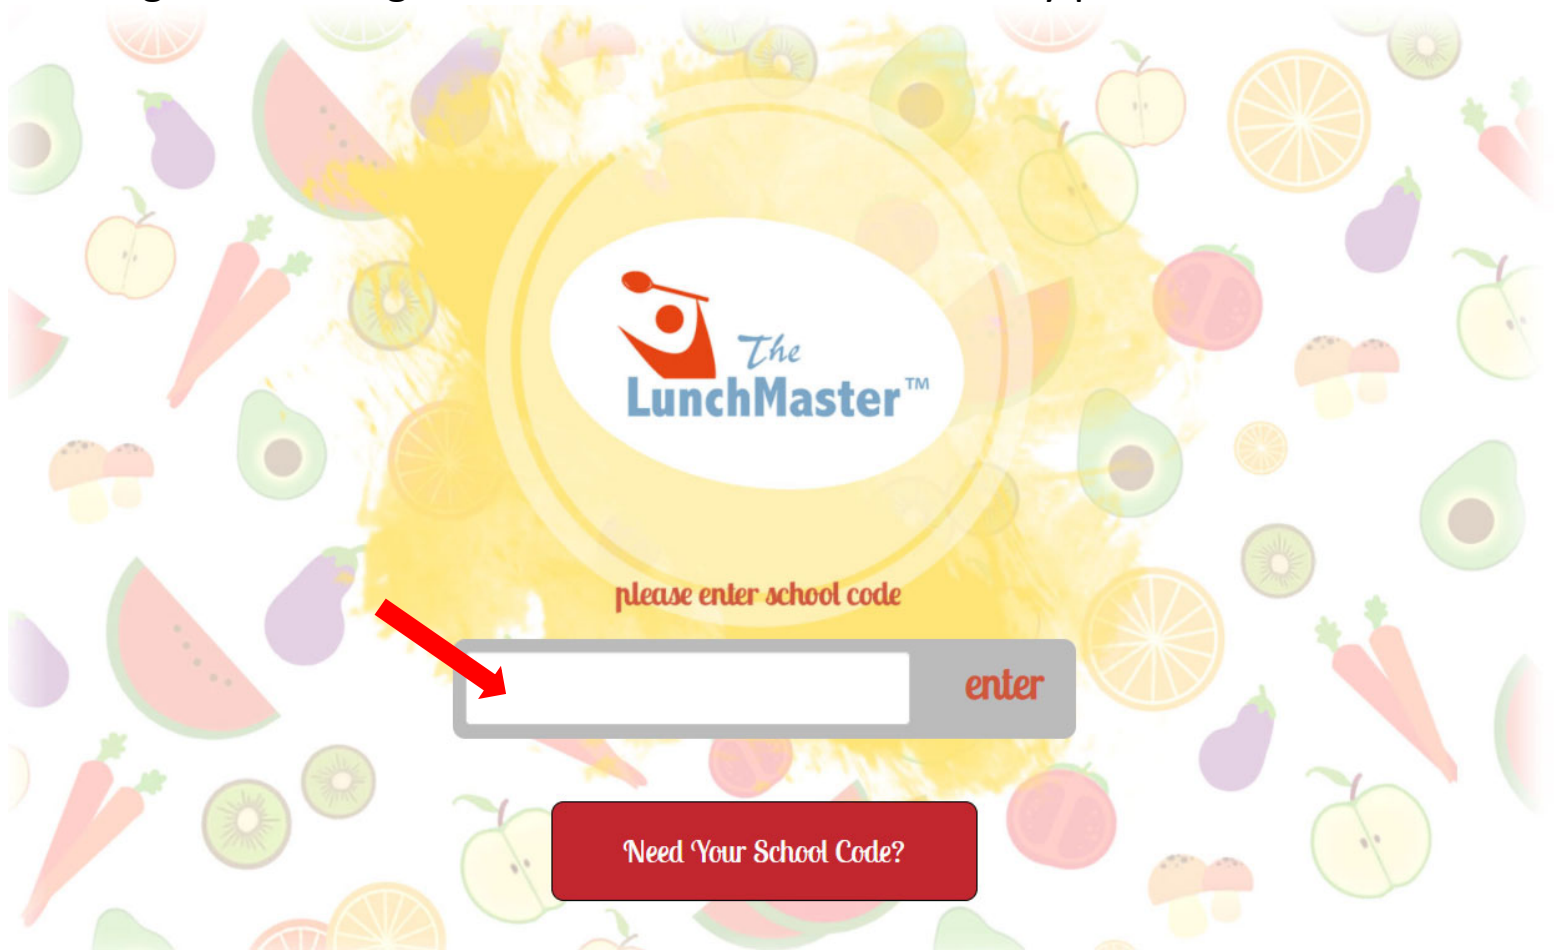 The
LunchMaster™
please enter school code
enter
Need Your School Code?